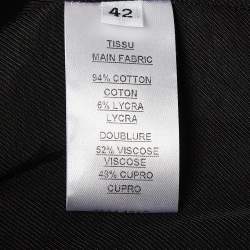 42
TISSU
MAIN FABRIC
94% COTTON
COTON
6% LYCRA
LYCRA
DOUBLURE
52% VISCOSE
VISCOSE
48% CUPRO
CUPRO